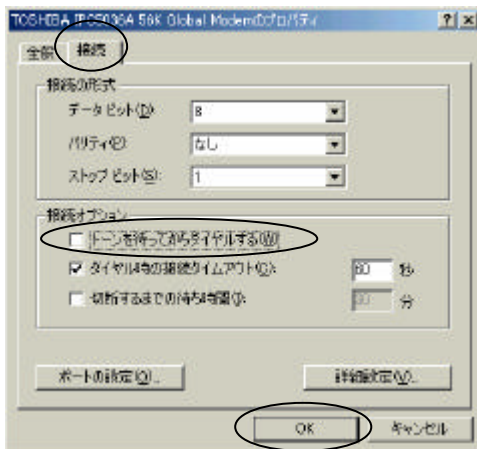 TOSHIBA IPC5036A 56K Global Modemのプロパティ
全般 接続
接続の形式
データ ビット(D): 8
パリティ(P): なし
ストップ ビット(S): 1
接続オプション
トーンを待ってからダイヤルする(W)
ダイヤル時の接続タイムアウト(C): 60 秒
切断するまでの待ち時間(I): 30 分
ポートの設定(O)... 詳細設定(V)...
OK キャンセル